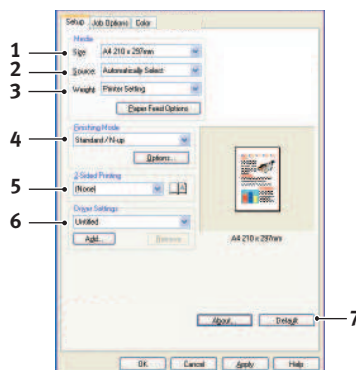 Setup Job Options Color
Media
1 Size: A4 210 x 297mm
2 Source: Automatically Select
3 Weight: Printer Setting
Paper Feed Options
Finishing Mode
4 Standard / N-up
Options...
2-Sided Printing
5 (None)
Driver Settings
6 Untitled
Add... Remove
A4 210 x 297mm
About... Default 7
OK Cancel Apply Help